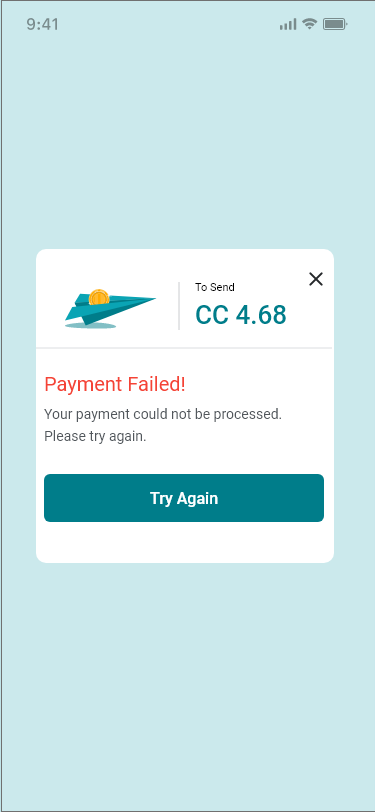 9:41
To Send
CC 4.68
Payment Failed!
Your payment could not be processed.
Please try again.
Try Again